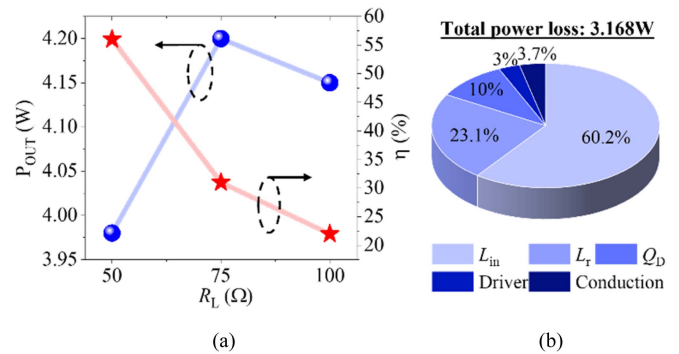 (a)
4.20
4.15
4.10
4.05
4.00
3.95
P_OUT (W)
60
55
50
45
40
35
30
25
20
η (%)
50
75
100
R_L (Ω)
Total power loss: 3.168W
3%
3.7%
10%
23.1%
60.2%
L_in
L_r
Q_D
Driver
Conduction
(a)
(b)